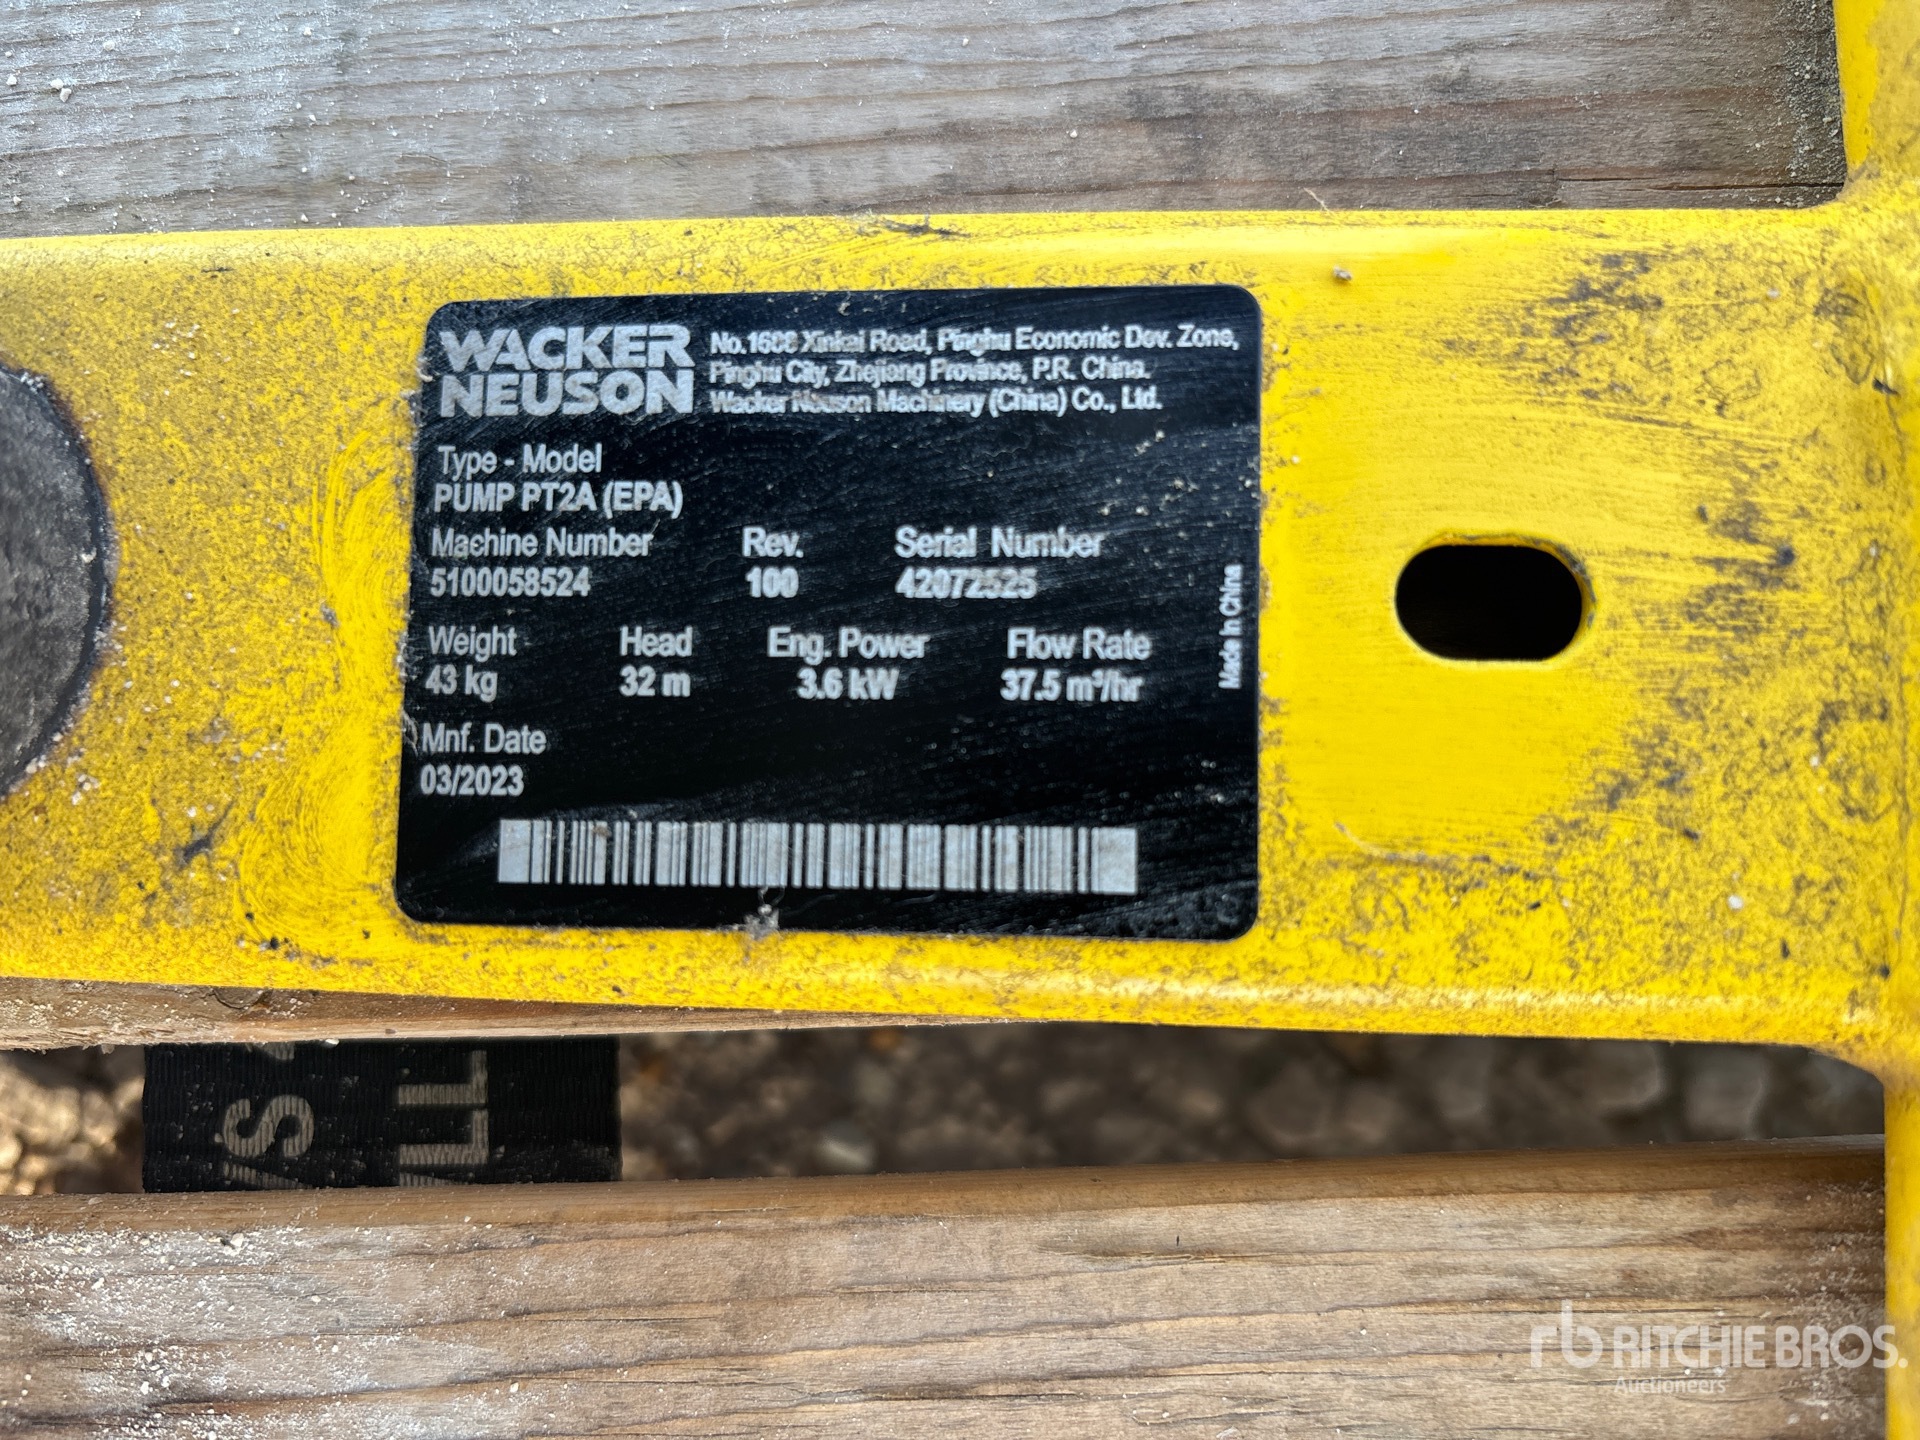 WACKER
NEUSON
No. 1608 Xinkai Road, Pinghu Economic Dev. Zone,
Pinghu City, Zhejiang Province, P.R. China.
Wacker Neuson Machinery (China) Co., Ltd.
Type - Model
PUMP PT2A (EPA)
Machine Number Rev. Serial Number
5100058524 100 42072525
Weight Head Eng. Power Flow Rate
43 kg 32 m 3.6 kW 37.5 m³/hr
Mnf. Date
03/2023
Made in China
rb RITCHIE BROS.
Auctioneers